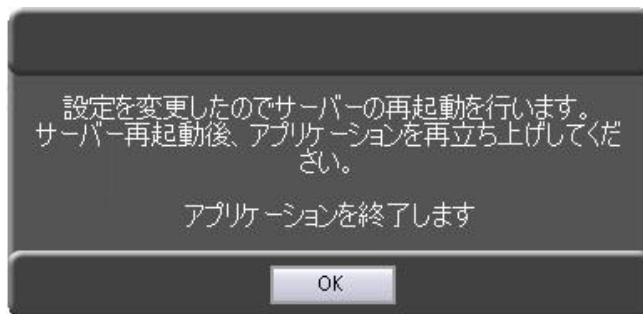 設定を変更したのでサーバーの再起動を行います。
サーバー再起動後、アプリケーションを再立ち上げしてくだ
さい。
アプリケーションを終了します
OK